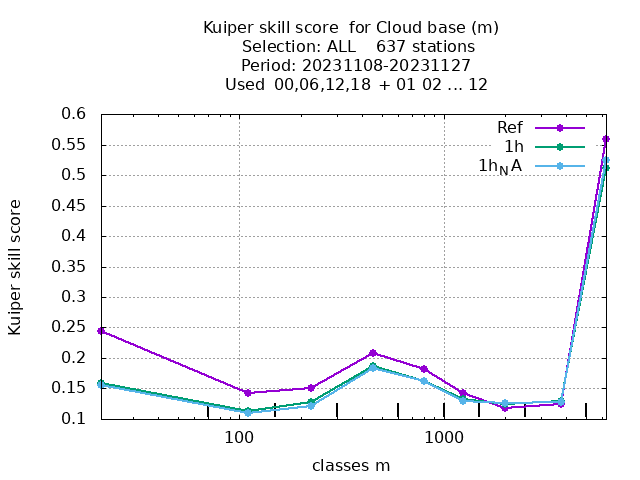 Kuiper skill score  for Cloud base (m)
Selection: ALL    637 stations
Period: 20231108-20231127
Used  00,06,12,18 + 01 02 ... 12
Ref
1h
1h_NA
0.6
0.55
0.5
0.45
0.4
0.35
0.3
0.25
0.2
0.15
0.1
Kuiper skill score
100
1000
classes m